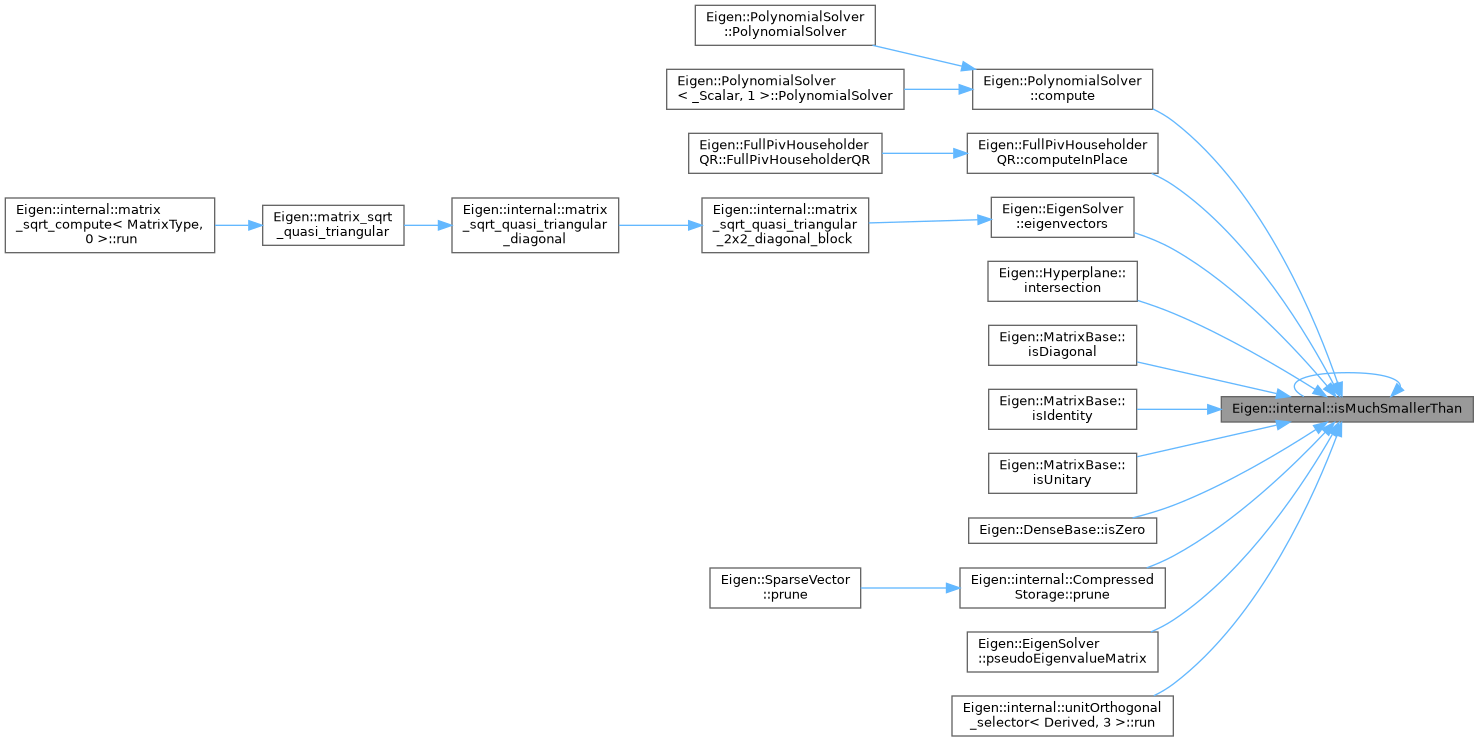 Eigen::PolynomialSolver
::PolynomialSolver
Eigen::PolynomialSolver
< _Scalar, 1 >::PolynomialSolver
Eigen::PolynomialSolver
::compute
Eigen::FullPivHouseholder
QR::FullPivHouseholderQR
Eigen::FullPivHouseholder
QR::computeInPlace
Eigen::internal::matrix
_sqrt_compute< MatrixType,
0 >::run
Eigen::matrix_sqrt
_quasi_triangular
Eigen::internal::matrix
_sqrt_quasi_triangular
_diagonal
Eigen::internal::matrix
_sqrt_quasi_triangular
_2x2_diagonal_block
Eigen::EigenSolver
::eigenvectors
Eigen::Hyperplane::
intersection
Eigen::MatrixBase::
isDiagonal
Eigen::MatrixBase::
isIdentity
Eigen::internal::isMuchSmallerThan
Eigen::MatrixBase::
isUnitary
Eigen::DenseBase::isZero
Eigen::SparseVector
::prune
Eigen::internal::Compressed
Storage::prune
Eigen::EigenSolver
::pseudoEigenvalueMatrix
Eigen::internal::unitOrthogonal
_selector< Derived, 3 >::run